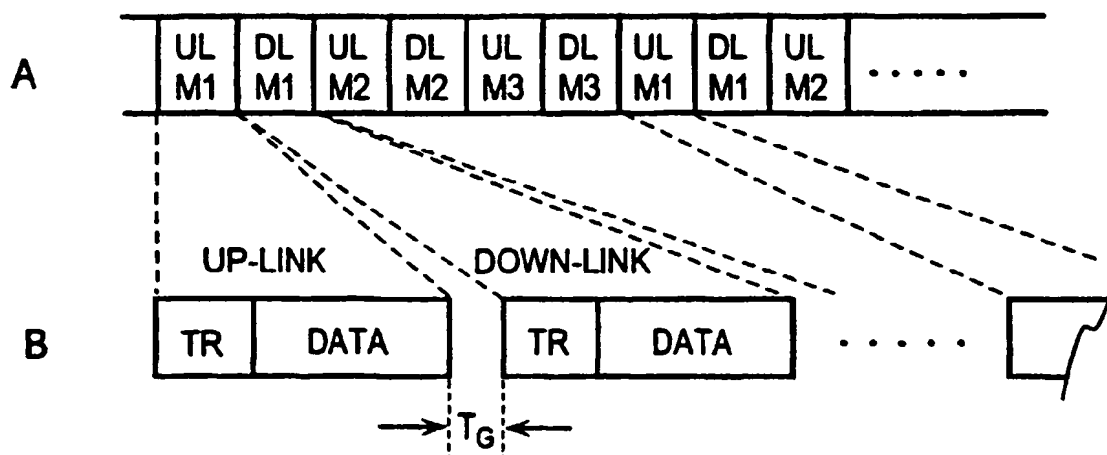 A
UL M1 DL M1 UL M2 DL M2 UL M3 DL M3 UL M1 DL M1 UL M2 .....
UP-LINK DOWN-LINK
B
TR DATA TR DATA .....
TG